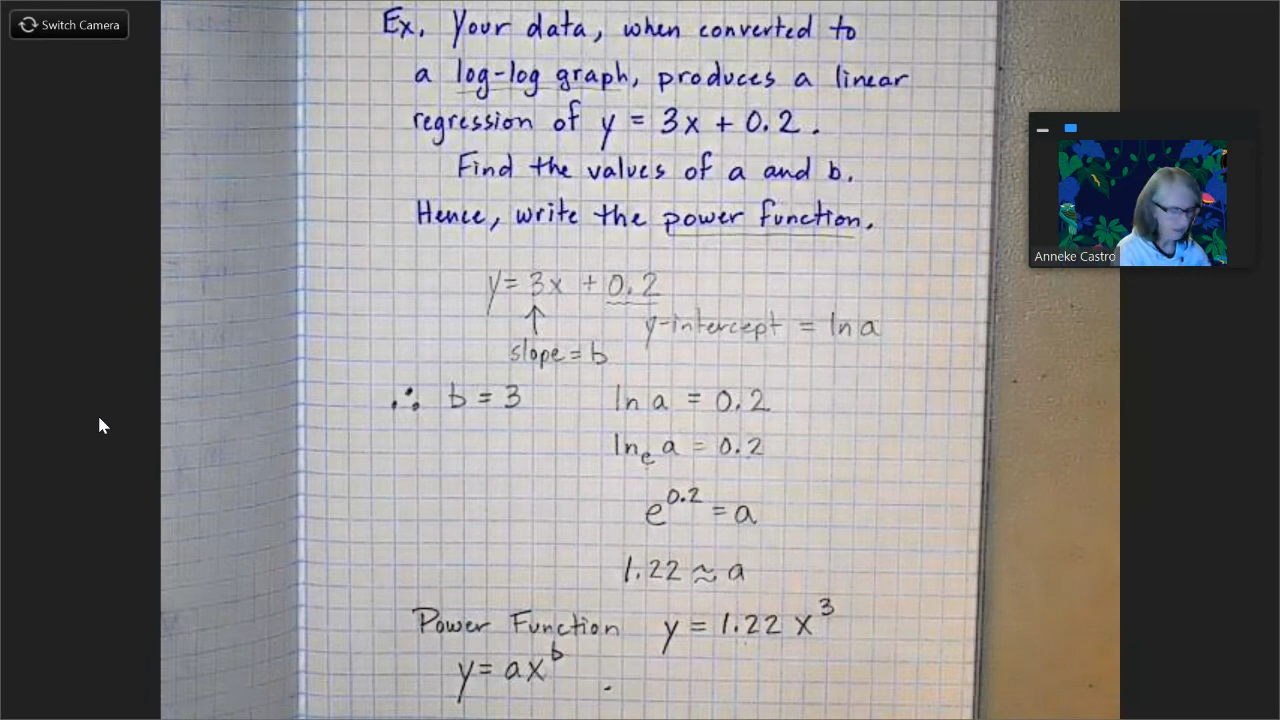 Switch Camera
Ex. Your data, when converted to
a log-log graph, produces a linear
regression of y = 3x + 0.2.
Find the values of a and b.
Hence, write the power function.
Anneke Castro
y = 3x + 0.2
y-intercept = ln a
slope = b
∴ b = 3 ln a = 0.2
lnₑ a = 0.2
e^0.2 = a
1.22 ≈ a
Power Function y = 1.22 x³
y = ax^b